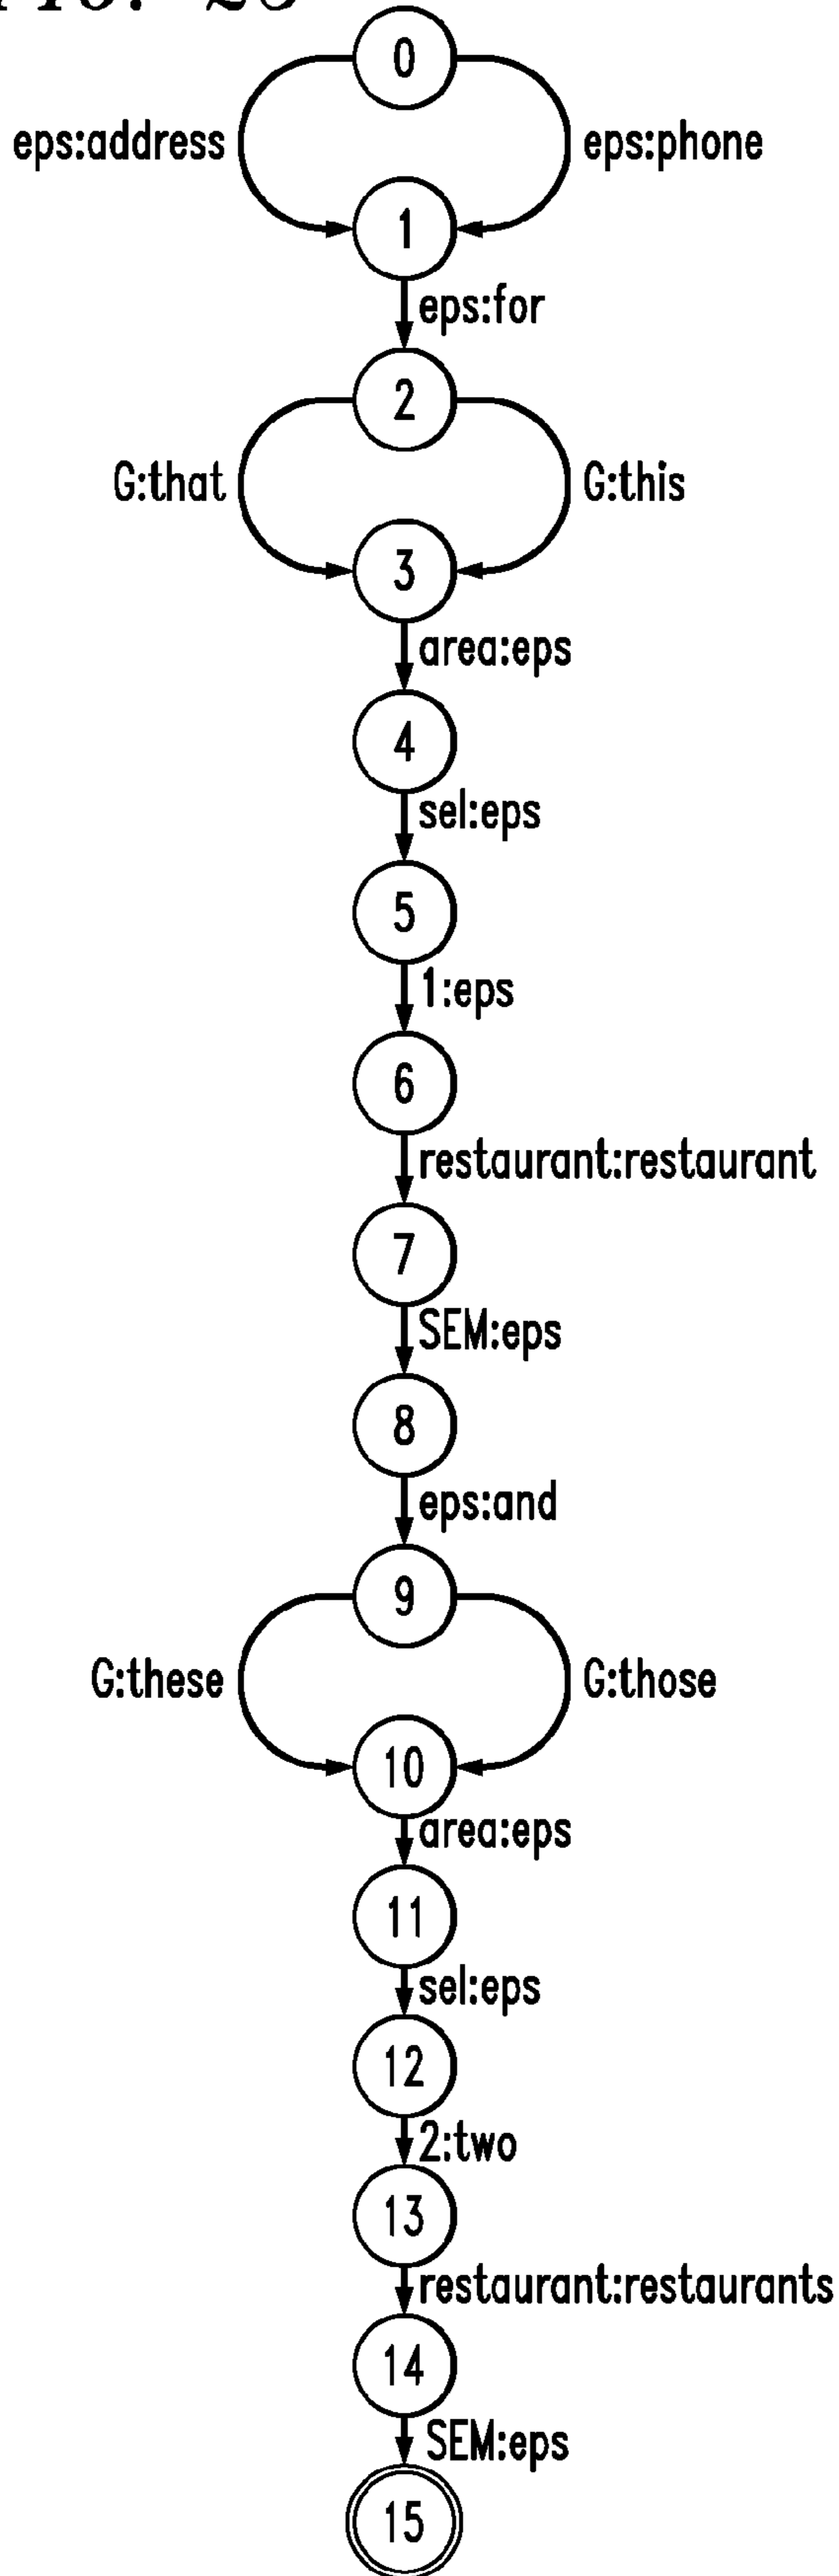 0
eps:address
eps:phone
1
eps:for
2
G:that
G:this
3
area:eps
4
sel:eps
5
1:eps
6
restaurant:restaurant
7
SEM:eps
8
eps:and
9
G:these
G:those
10
area:eps
11
sel:eps
12
2:two
13
restaurant:restaurants
14
SEM:eps
15